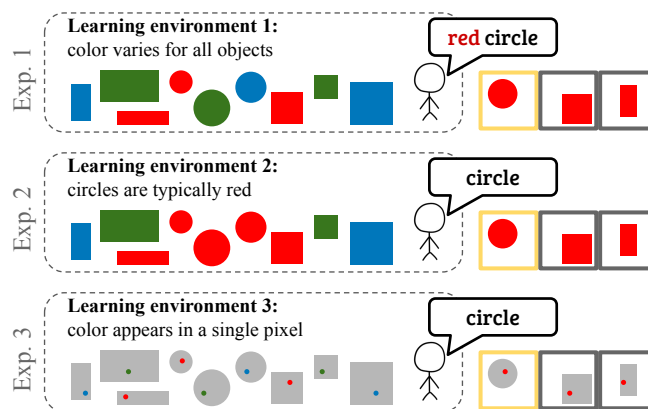 Exp. 1
Learning environment 1:
color varies for all objects
red circle
Exp. 2
Learning environment 2:
circles are typically red
circle
Exp. 3
Learning environment 3:
color appears in a single pixel
circle